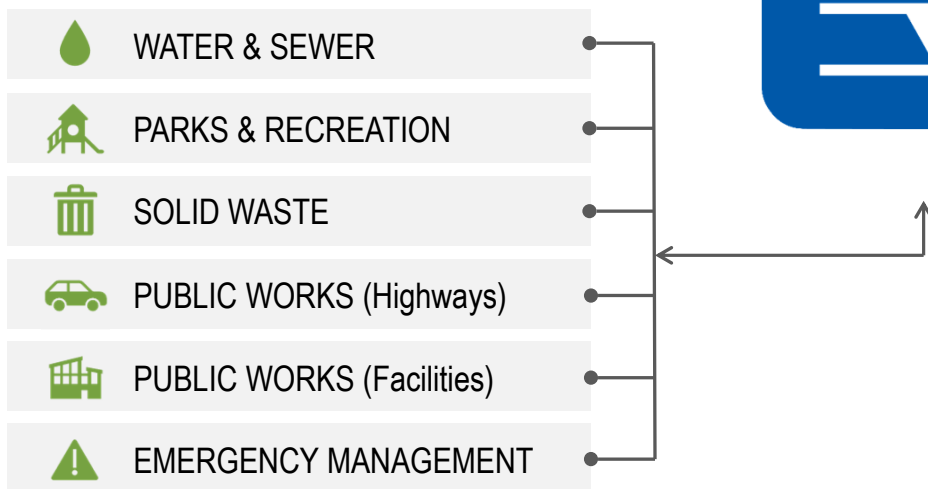 WATER & SEWER
PARKS & RECREATION
SOLID WASTE
PUBLIC WORKS (Highways)
PUBLIC WORKS (Facilities)
EMERGENCY MANAGEMENT